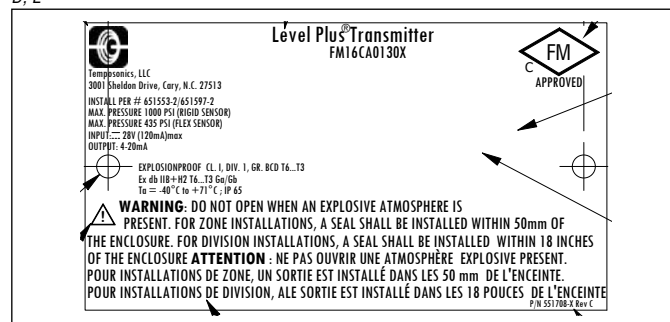 Level Plus® Transmitter
FM16CA0130X
FM
C
APPROVED
Temposonics, LLC
3001 Sheldon Drive, Cary, N.C. 27513
INSTALL PER # 651553-2/651597-2
MAX. PRESSURE 1000 PSI (RIGID SENSOR)
MAX. PRESSURE 435 PSI (FLEX SENSOR)
INPUT: ⎓ 28V (120mA)max
OUTPUT: 4-20mA
EXPLOSIONPROOF CL. I, DIV. 1, GR. BCD T6...T3
Ex db IIB+H2 T6...T3 Ga/Gb
Ta = -40°C to +71°C ; IP 65
WARNING: DO NOT OPEN WHEN AN EXPLOSIVE ATMOSPHERE IS
PRESENT. FOR ZONE INSTALLATIONS, A SEAL SHALL BE INSTALLED WITHIN 50mm OF
THE ENCLOSURE. FOR DIVISION INSTALLATIONS, A SEAL SHALL BE INSTALLED WITHIN 18 INCHES
OF THE ENCLOSURE ATTENTION : NE PAS OUVRIR UNE ATMOSPHÈRE EXPLOSIVE PRESENT.
POUR INSTALLATIONS DE ZONE, UN SORTIE EST INSTALLÉ DANS LES 50 mm DE L'ENCEINTE.
POUR INSTALLATIONS DE DIVISION, ALE SORTIE EST INSTALLÉ DANS LES 18 POUCES DE L'ENCEINTE
P/N 551708-X Rev C